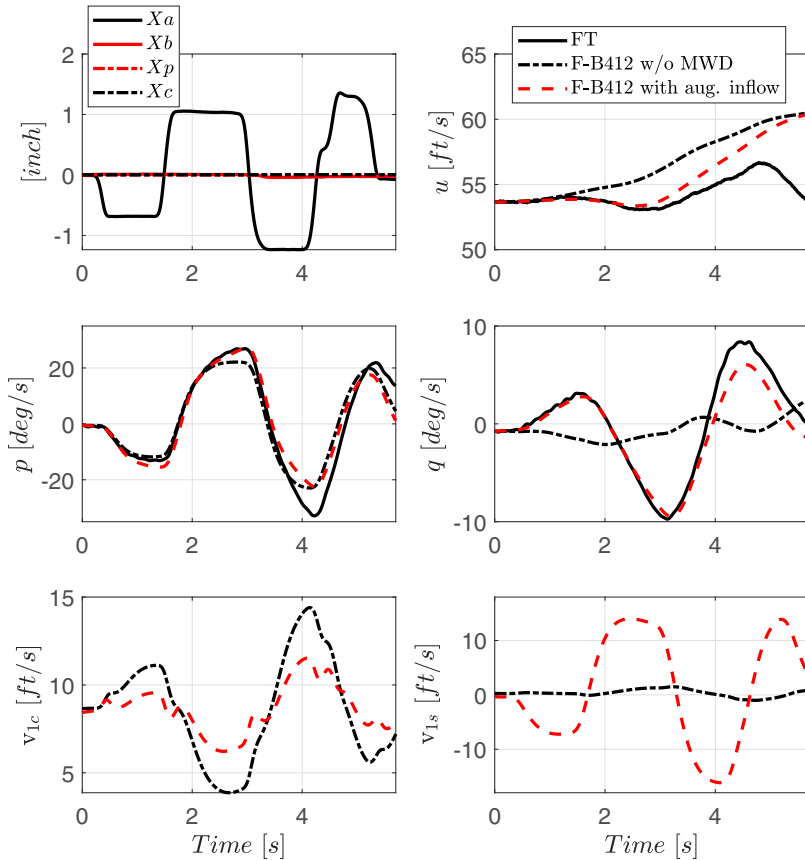 Xa
Xb
Xp
Xc
2
1
0
-1
[inch]
0
2
4
FT
F-B412 w/o MWD
F-B412 with aug. inflow
65
60
55
50
u [ft/s]
0
2
4
20
0
-20
p [deg/s]
0
2
4
10
0
-10
q [deg/s]
0
2
4
15
10
5
v1c [ft/s]
0
2
4
Time [s]
10
0
-10
v1s [ft/s]
0
2
4
Time [s]